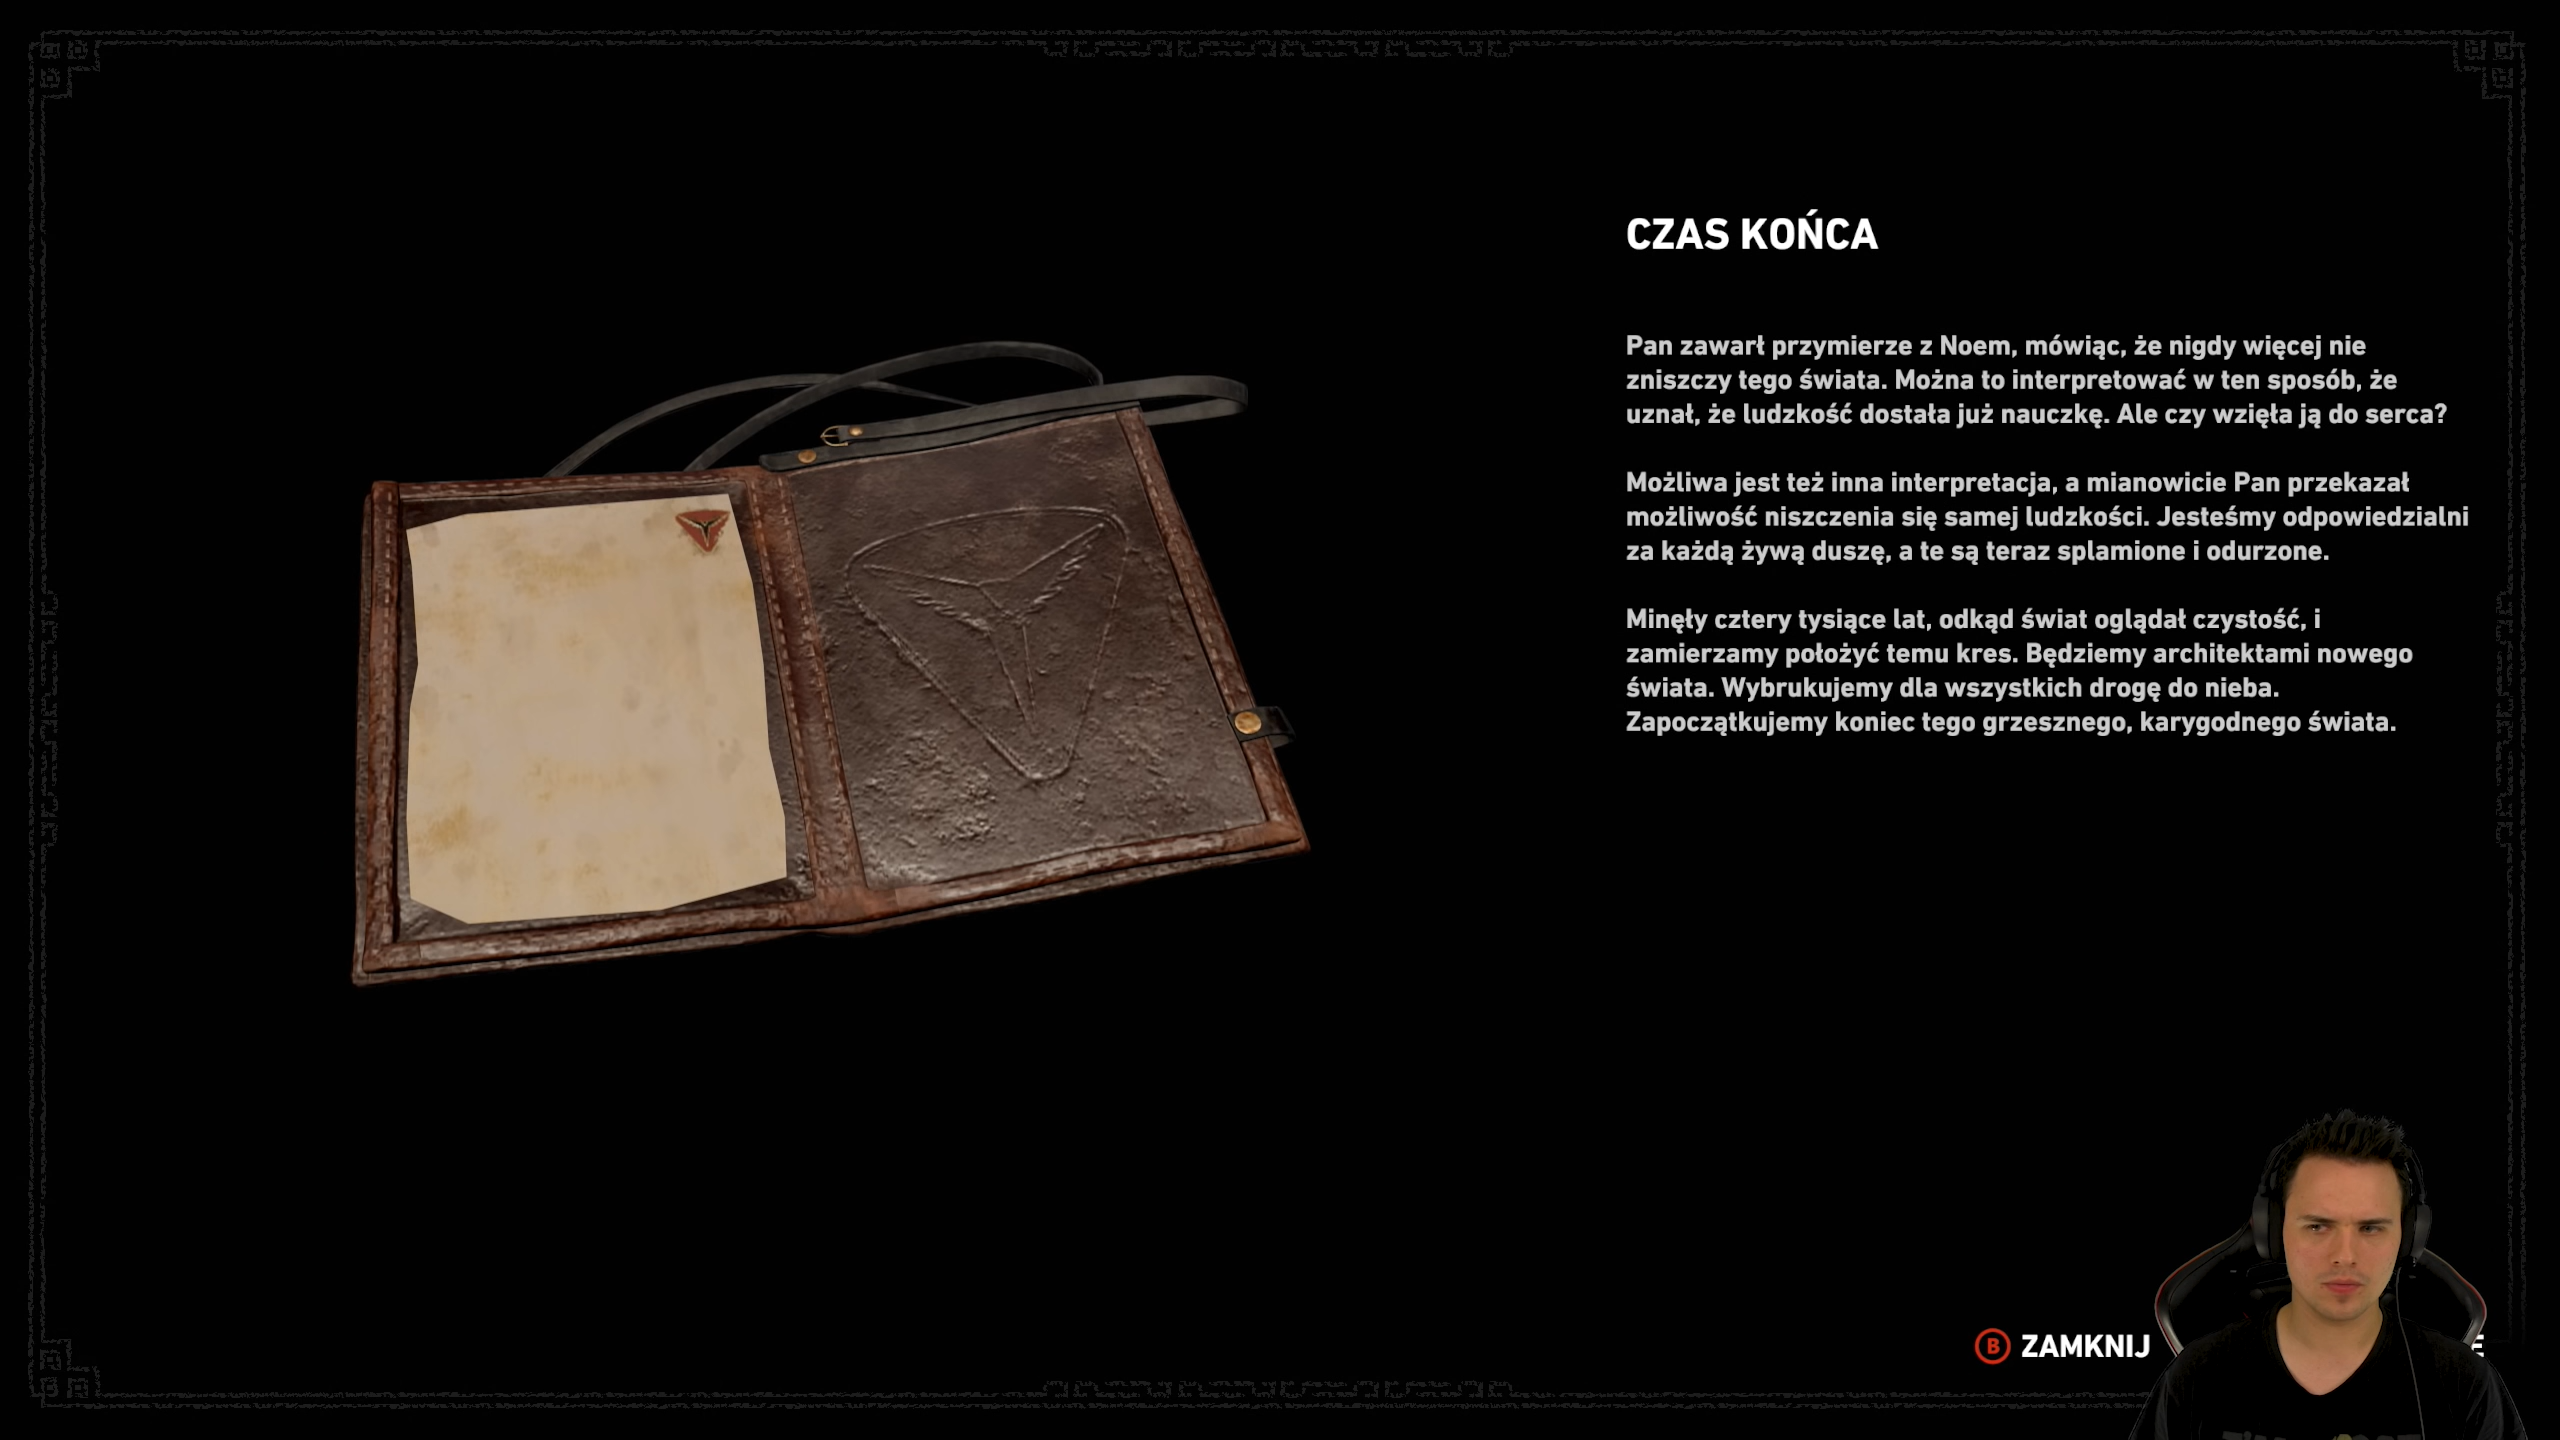 CZAS KOŃCA
Pan zawarł przymierze z Noem, mówiąc, że nigdy więcej nie
zniszczy tego świata. Można to interpretować w ten sposób, że
uznał, że ludzkość dostała już nauczkę. Ale czy wzięła ją do serca?
Możliwa jest też inna interpretacja, a mianowicie Pan przekazał
możliwość niszczenia się samej ludzkości. Jesteśmy odpowiedzialni
za każdą żywą duszę, a te są teraz splamione i odurzone.
Minęły cztery tysiące lat, odkąd świat oglądał czystość, i
zamierzamy położyć temu kres. Będziemy architektami nowego
świata. Wybrukujemy dla wszystkich drogę do nieba.
Zapoczątkujemy koniec tego grzesznego, karygodnego świata.
B ZAMKNIJ